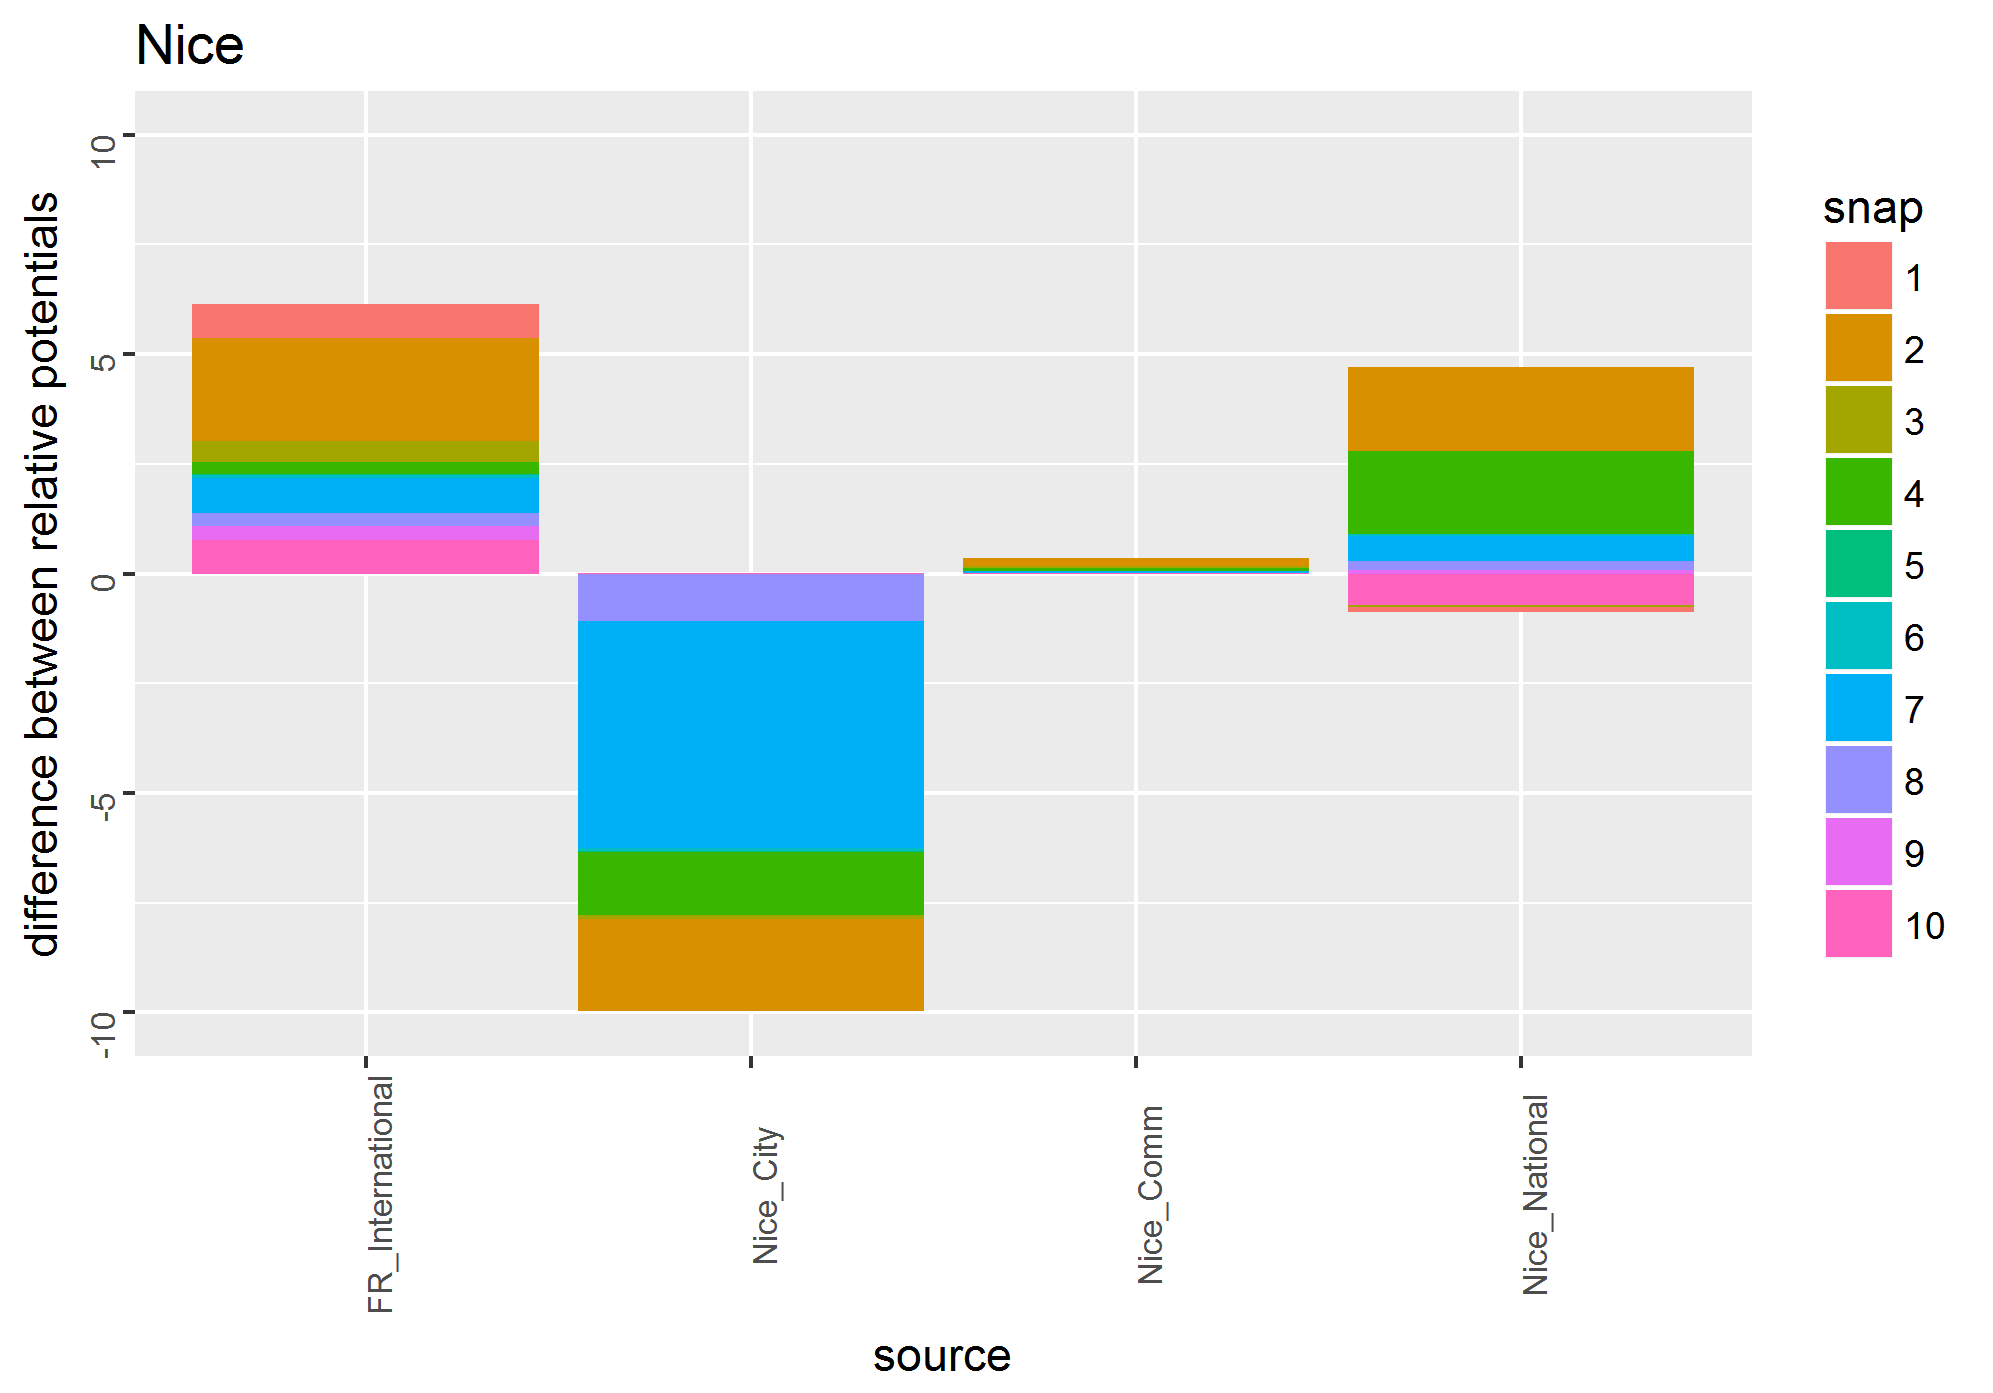 Nice
difference between relative potentials
10
5
0
-5
-10
FR_International
Nice_City
Nice_Comm
Nice_National
source
snap
1
2
3
4
5
6
7
8
9
10